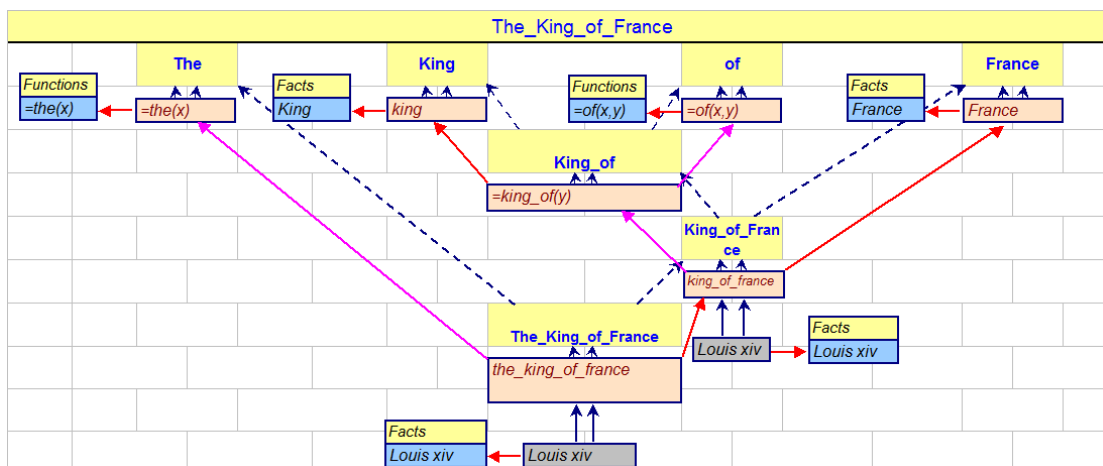 The_King_of_France
The
King
of
France
Functions
=the(x)
=the(x)
Facts
King
king
Functions
=of(x,y)
=of(x,y)
Facts
France
France
King_of
=king_of(y)
King_of_Fran
ce
king_of_france
The_King_of_France
the_king_of_france
Louis xiv
Facts
Louis xiv
Facts
Louis xiv
Louis xiv